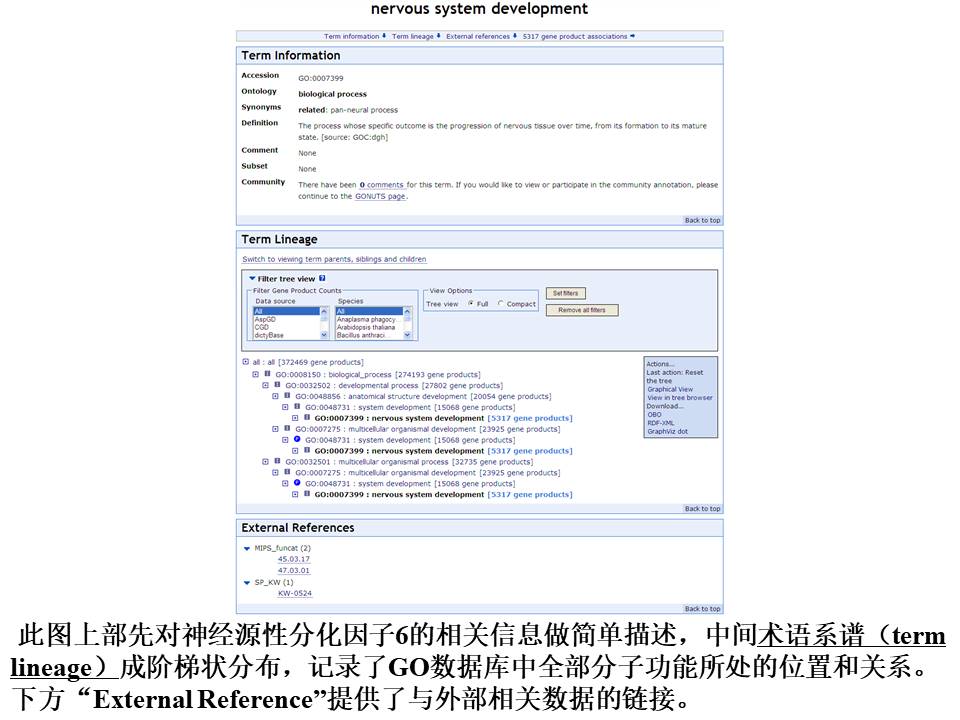 nervous system development
Term information Term lineage External references 5317 gene product associations
Term Information
Accession GO:0007399
Ontology biological process
Synonyms related: pan-neural process
Definition The process whose specific outcome is the progression of nervous tissue over time, from its formation to its mature
state. [source: GOC:dgh]
Comment None
Subset None
Community There have been 0 comments for this term. If you would like to view or participate in the community annotation, please
continue to the GONUTS page.
Back to top
Term Lineage
Switch to viewing term parents, siblings and children
Filter tree view ?
Filter Gene Product Counts
Data source
All
AspGD
CGD
dictyBase
Species
All
Anaplasma phagocy...
Arabidopsis thaliana
Bacillus anthraci...
View Options
Tree view Full Compact
Set filters
Remove all filters
all : all [372469 gene products]
GO:0008150 : biological_process [274193 gene products]
GO:0032502 : developmental process [27802 gene products]
GO:0048856 : anatomical structure development [20054 gene products]
GO:0048731 : system development [15068 gene products]
GO:0007399 : nervous system development [5317 gene products]
GO:0007275 : multicellular organismal development [23925 gene products]
GO:0048731 : system development [15068 gene products]
GO:0007399 : nervous system development [5317 gene products]
GO:0032501 : multicellular organismal process [32735 gene products]
GO:0007275 : multicellular organismal development [23925 gene products]
GO:0048731 : system development [15068 gene products]
GO:0007399 : nervous system development [5317 gene products]
Actions...
Last action: Reset
the tree
Graphical View
View in tree browser
Download...
OBO
RDF-XML
GraphViz dot
Back to top
External References
MIPS_funcat (2)
45.03.17
47.03.01
SP_KW (1)
KW-0524
Back to top
此图上部先对神经源性分化因子6的相关信息做简单描述，中间术语系谱（term
lineage）成阶梯状分布，记录了GO数据库中全部分子功能所处的位置和关系。
下方“External Reference”提供了与外部相关数据的链接。